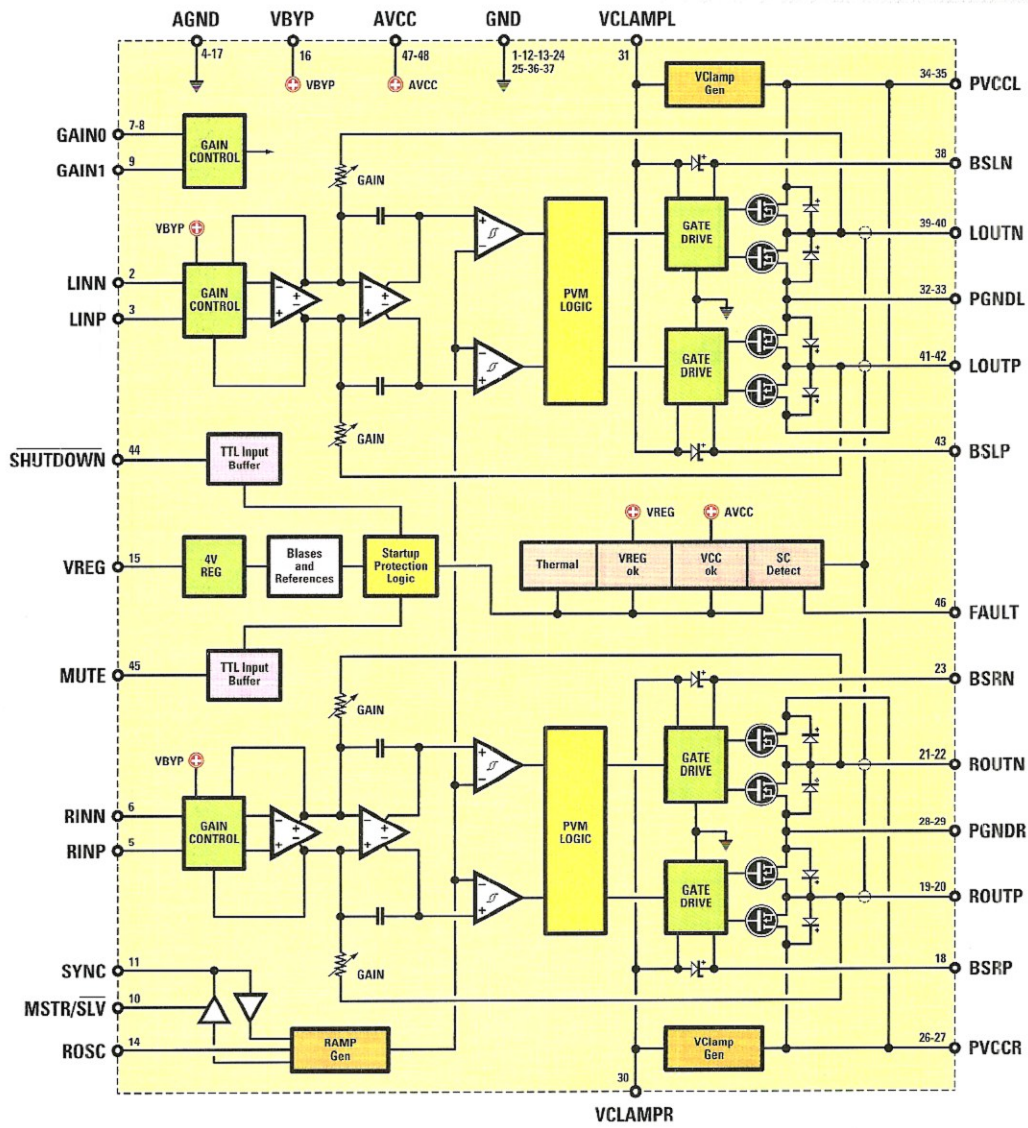 AGND
VBYP
AVCC
GND
VCLAMPL
4-17
16
47-48
1-12-13-24
25-36-37
31
VBYP
AVCC
VClamp
Gen
34-35
PVCCL
GAIN0
7-8
GAIN1
9
GAIN
CONTROL
GAIN
38
BSLN
VBYP
GATE
DRIVE
39-40
LOUTN
LINN
2
LINP
3
GAIN
CONTROL
PVM
LOGIC
32-33
PGNDL
GATE
DRIVE
41-42
LOUTP
GAIN
43
BSLP
SHUTDOWN
44
TTL Input
Buffer
VREG
AVCC
VREG
15
4V
REG
Biases
and
References
Startup
Protection
Logic
Thermal
VREG
ok
VCC
ok
SC
Detect
46
FAULT
MUTE
45
TTL Input
Buffer
23
BSRN
GAIN
VBYP
GATE
DRIVE
21-22
ROUTN
RINN
6
RINP
5
GAIN
CONTROL
PVM
LOGIC
28-29
PGNDR
GATE
DRIVE
19-20
ROUTP
GAIN
18
BSRP
SYNC
11
MSTR/SLV
10
ROSC
14
RAMP
Gen
VClamp
Gen
26-27
PVCCR
30
VCLAMPR